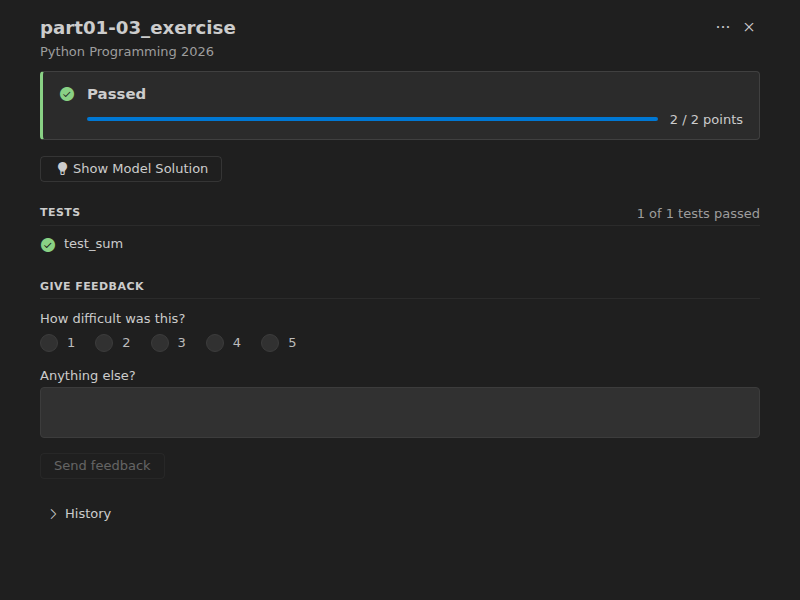 part01-03_exercise
Python Programming 2026
Passed
2 / 2 points
Show Model Solution
TESTS
1 of 1 tests passed
test_sum
GIVE FEEDBACK
How difficult was this?
1 2 3 4 5
Anything else?
Send feedback
History